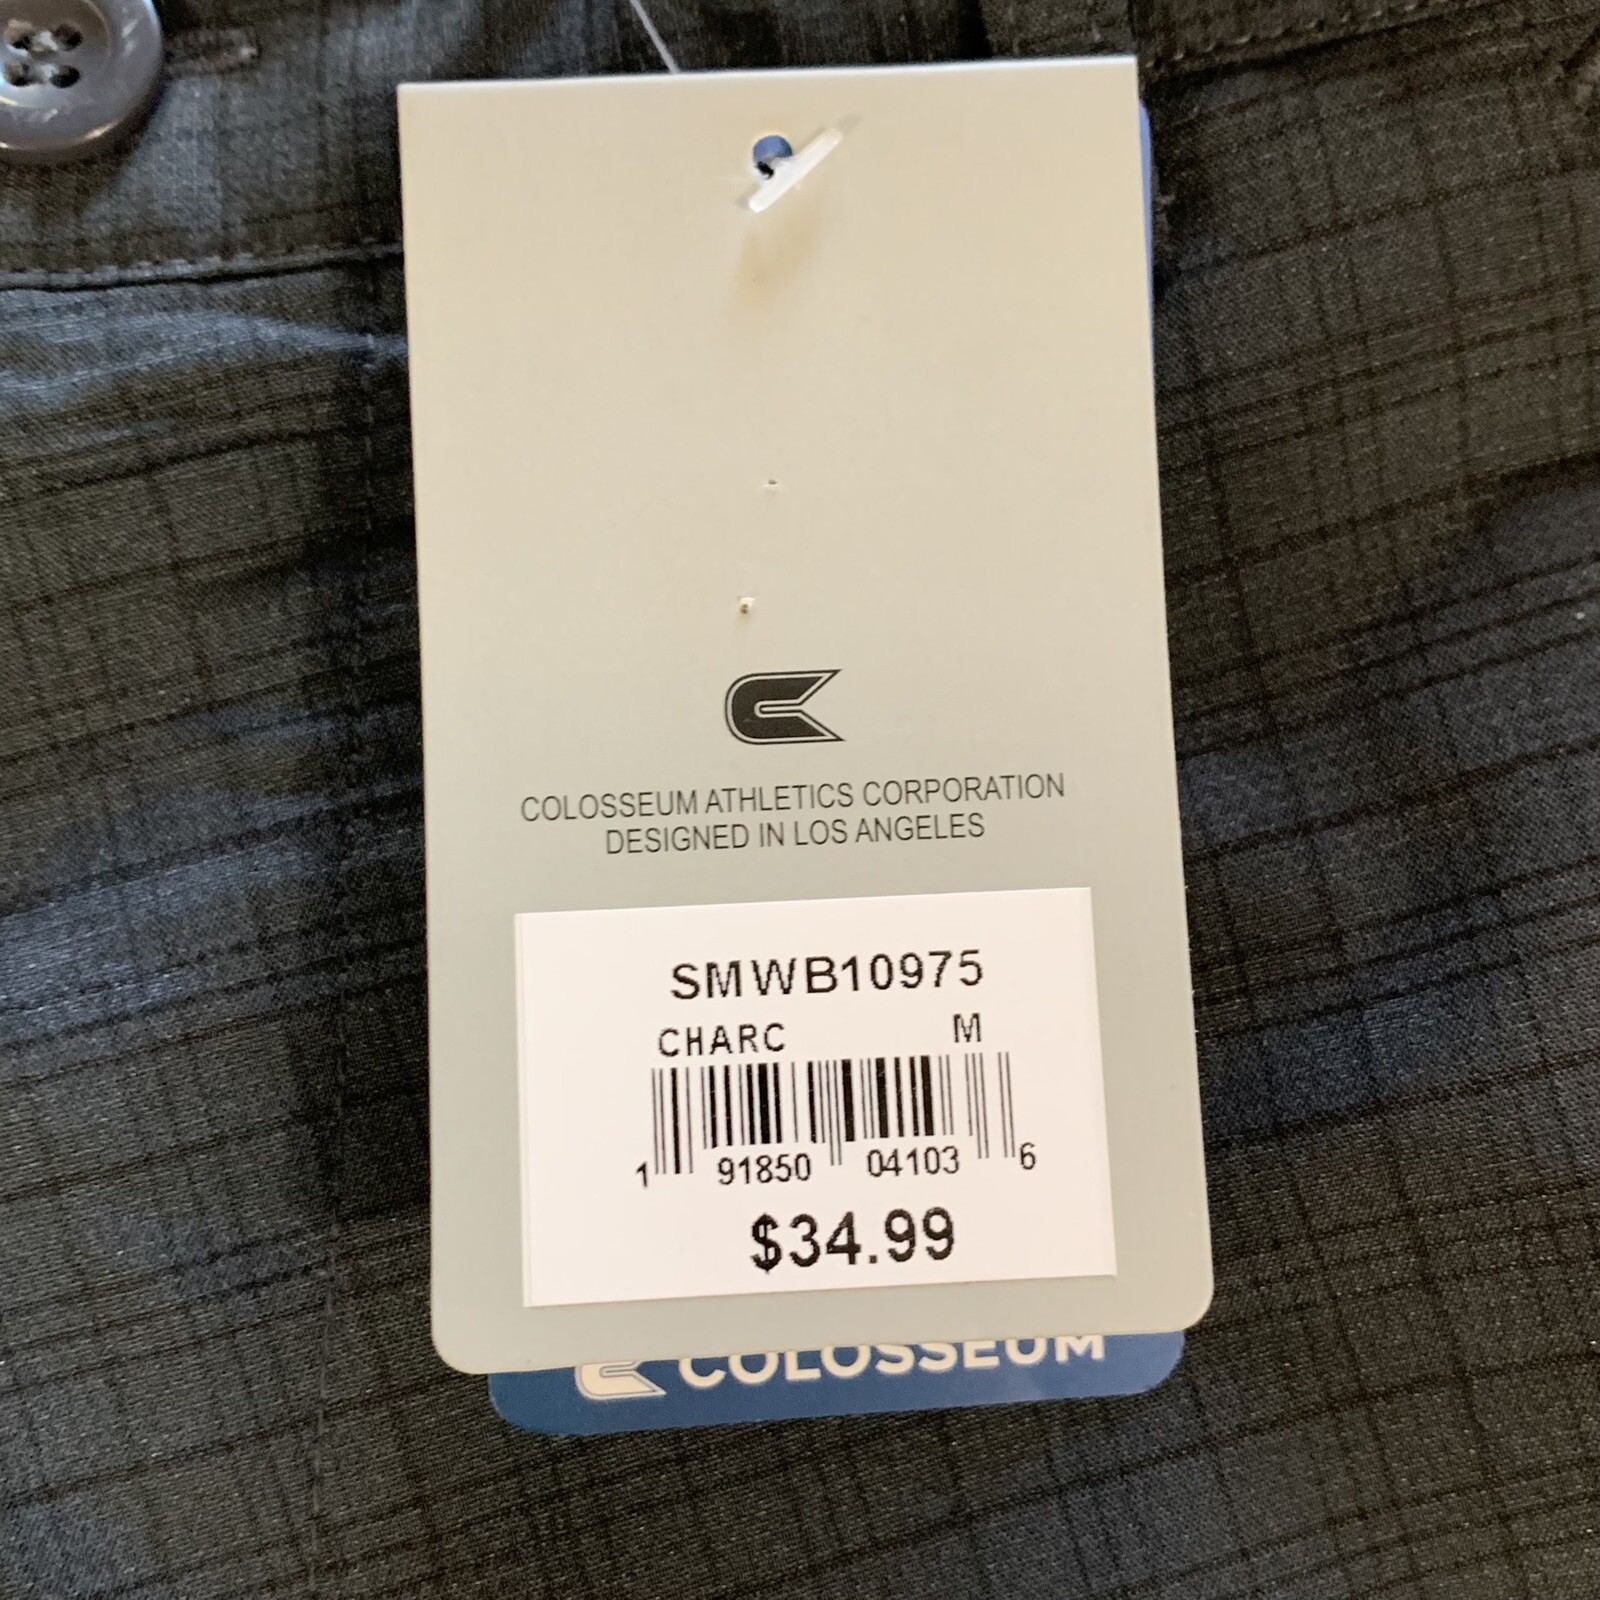 COLOSSEUM ATHLETICS CORPORATION
DESIGNED IN LOS ANGELES
SMWB10975
CHARC M
1 91850 04103 6
$34.99
COLOSSEUM